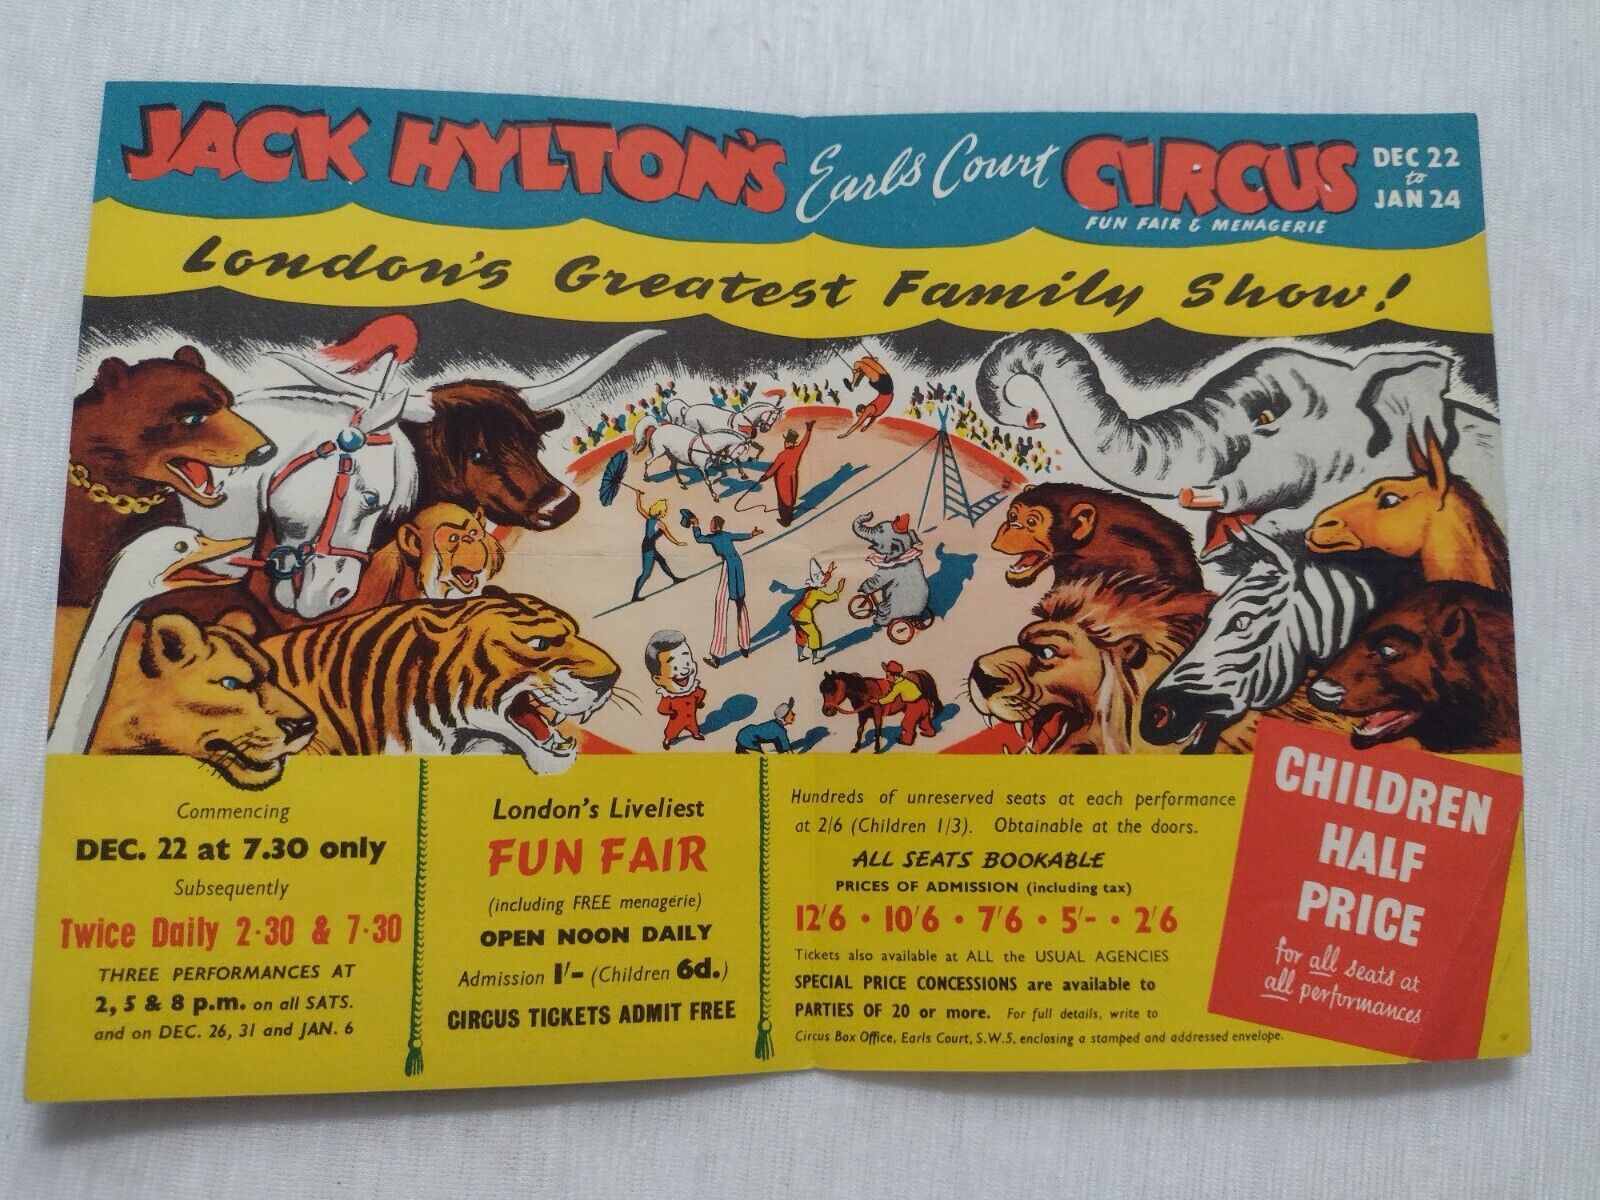 JACK HYLTON'S Earls Court CIRCUS
FUN FAIR & MENAGERIE
DEC 22
to
JAN 24
London's Greatest Family Show!
Commencing
DEC. 22 at 7.30 only
Subsequently
Twice Daily 2·30 & 7·30
THREE PERFORMANCES AT
2, 5 & 8 p.m. on all SATS.
and on DEC. 26, 31 and JAN. 6
London's Liveliest
FUN FAIR
(including FREE menagerie)
OPEN NOON DAILY
Admission 1/- (Children 6d.)
CIRCUS TICKETS ADMIT FREE
Hundreds of unreserved seats at each performance
at 2/6 (Children 1/3). Obtainable at the doors.
ALL SEATS BOOKABLE
PRICES OF ADMISSION (including tax)
12/6 • 10/6 • 7/6 • 5/- • 2/6
Tickets also available at ALL the USUAL AGENCIES
SPECIAL PRICE CONCESSIONS are available to
PARTIES OF 20 or more. For full details, write to
Circus Box Office, Earls Court, S.W.5, enclosing a stamped and addressed envelope.
CHILDREN
HALF
PRICE
for all seats at
all performances